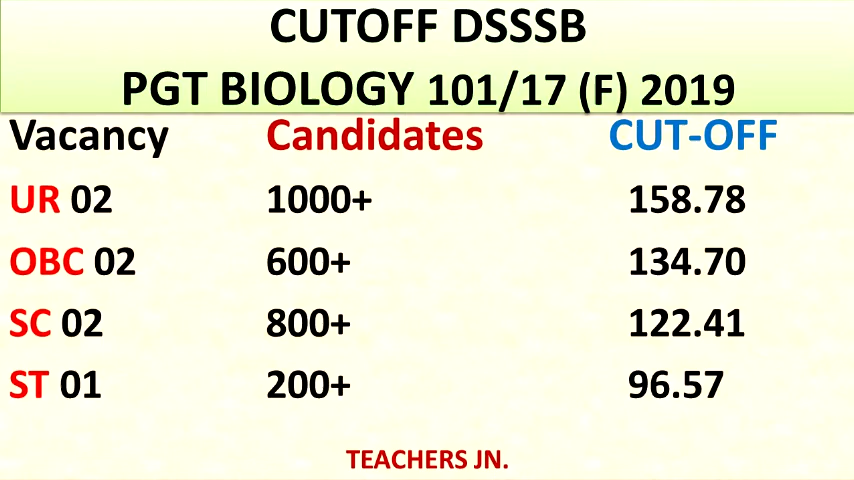 CUTOFF DSSSB
PGT BIOLOGY 101/17 (F) 2019
Vacancy Candidates CUT-OFF
UR 02 1000+ 158.78
OBC 02 600+ 134.70
SC 02 800+ 122.41
ST 01 200+ 96.57
TEACHERS JN.